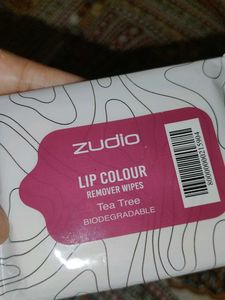 zudio
LIP COLOUR
REMOVER WIPES
Tea Tree
BIODEGRADABLE